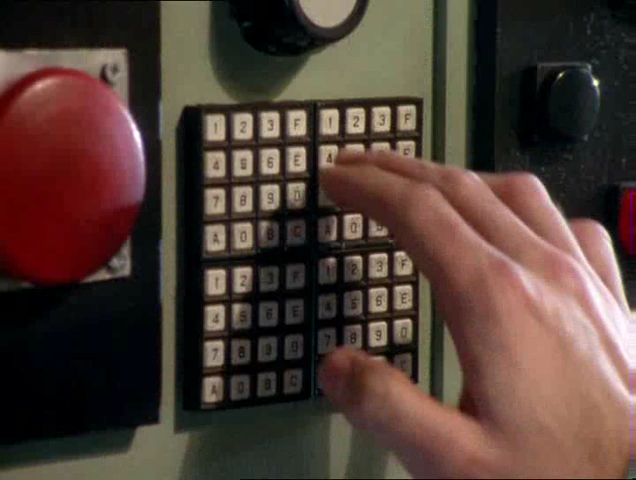 1 2 3 F 1 2 3 F
4 5 6 E 4
7 8 9 D
A 0 B C A 0 B
1 2 3 F 1 2 3 F
4 5 6 E 4 5 6 E
7 8 9 D 7 8 9 D
A 0 B C C